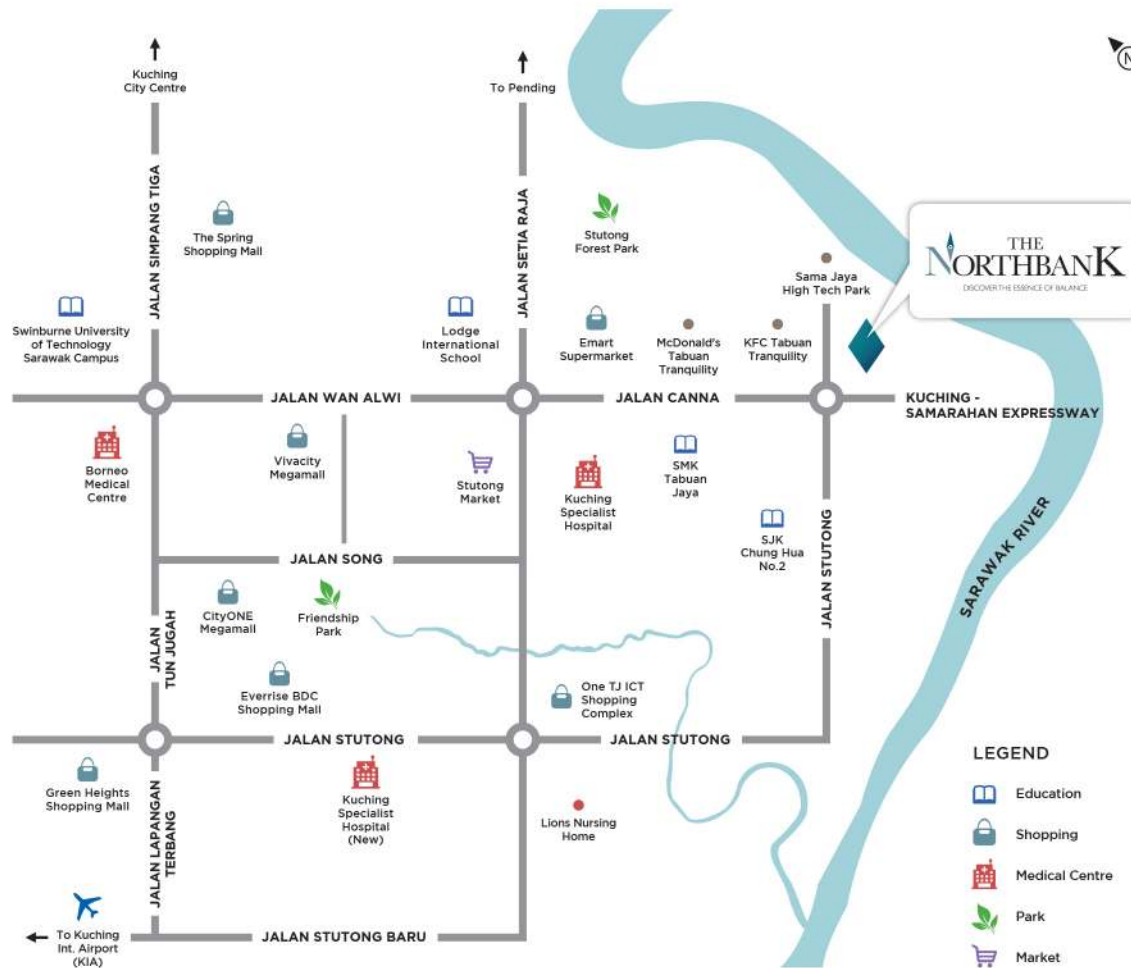 Kuching
City Centre
To Pending
N
JALAN SIMPANG TIGA
The Spring
Shopping Mall
JALAN SETIA RAJA
Stutong
Forest Park
THE
NORTHBANK
DISCOVER THE ESSENCE OF BALANCE
Sama Jaya
High Tech Park
Swinburne University
of Technology
Sarawak Campus
Lodge
International
School
Emart
Supermarket
McDonald's
Tabuan
Tranquility
KFC Tabuan
Tranquility
JALAN WAN ALWI
JALAN CANNA
KUCHING -
SAMARAHAN EXPRESSWAY
Borneo
Medical
Centre
Vivacity
Megamall
Stutong
Market
Kuching
Specialist
Hospital
SMK
Tabuan
Jaya
SJK
Chung Hua
No.2
JALAN STUTONG
SARAWAK RIVER
JALAN SONG
JALAN
TUN JUGAH
CityONE
Megamall
Friendship
Park
Everrise BDC
Shopping Mall
One TJ ICT
Shopping
Complex
JALAN STUTONG
JALAN STUTONG
Green Heights
Shopping Mall
JALAN LAPANGAN
TERBANG
Kuching
Specialist
Hospital
(New)
Lions Nursing
Home
To Kuching
Int. Airport
(KIA)
JALAN STUTONG BARU
LEGEND
Education
Shopping
Medical Centre
Park
Market